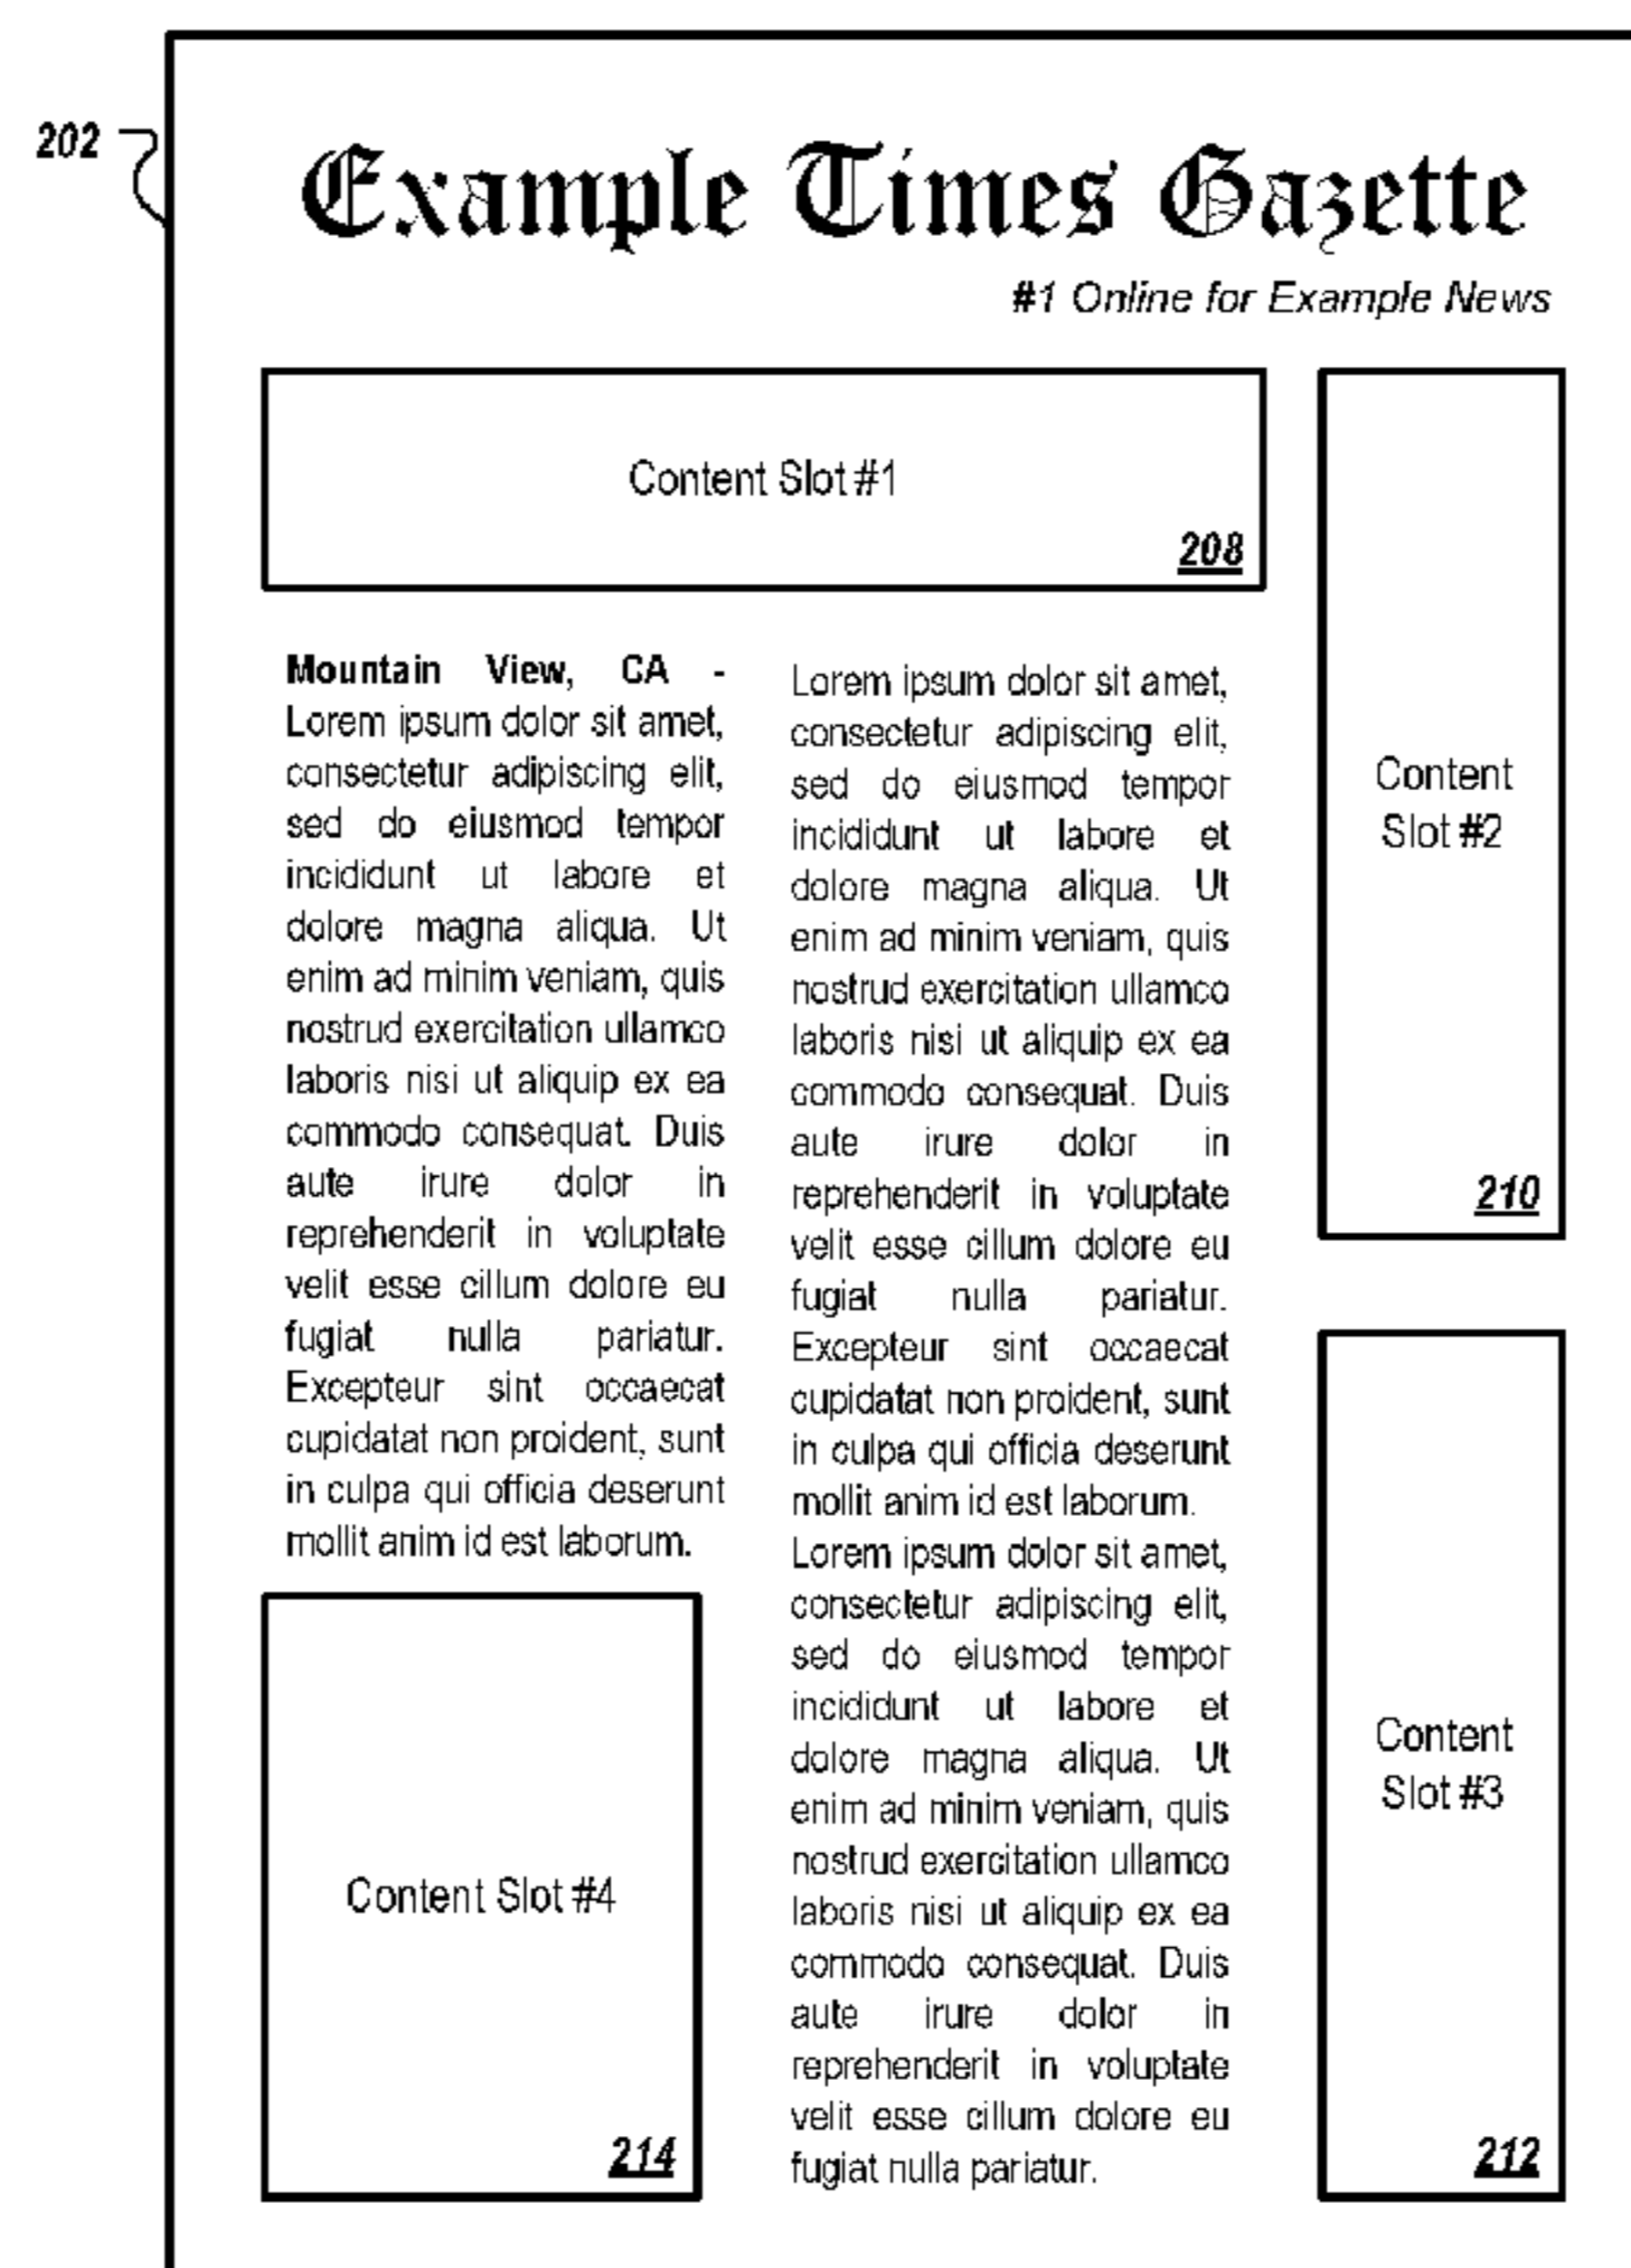 202
Example Times Gazette
#1 Online for Example News
Content Slot #1
208
Mountain View, CA -
Lorem ipsum dolor sit amet,
consectetur adipiscing elit,
sed do eiusmod tempor
incididunt ut labore et
dolore magna aliqua. Ut
enim ad minim veniam, quis
nostrud exercitation ullamco
laboris nisi ut aliquip ex ea
commodo consequat. Duis
aute irure dolor in
reprehenderit in voluptate
velit esse cillum dolore eu
fugiat nulla pariatur.
Excepteur sint occaecat
cupidatat non proident, sunt
in culpa qui officia deserunt
mollit anim id est laborum.
Content Slot #4
214
Lorem ipsum dolor sit amet,
consectetur adipiscing elit,
sed do eiusmod tempor
incididunt ut labore et
dolore magna aliqua. Ut
enim ad minim veniam, quis
nostrud exercitation ullamco
laboris nisi ut aliquip ex ea
commodo consequat. Duis
aute irure dolor in
reprehenderit in voluptate
velit esse cillum dolore eu
fugiat nulla pariatur.
Excepteur sint occaecat
cupidatat non proident, sunt
in culpa qui officia deserunt
mollit anim id est laborum.
Lorem ipsum dolor sit amet,
consectetur adipiscing elit,
sed do eiusmod tempor
incididunt ut labore et
dolore magna aliqua. Ut
enim ad minim veniam, quis
nostrud exercitation ullamco
laboris nisi ut aliquip ex ea
commodo consequat. Duis
aute irure dolor in
reprehenderit in voluptate
velit esse cillum dolore eu
fugiat nulla pariatur.
Content
Slot #2
210
Content
Slot #3
212